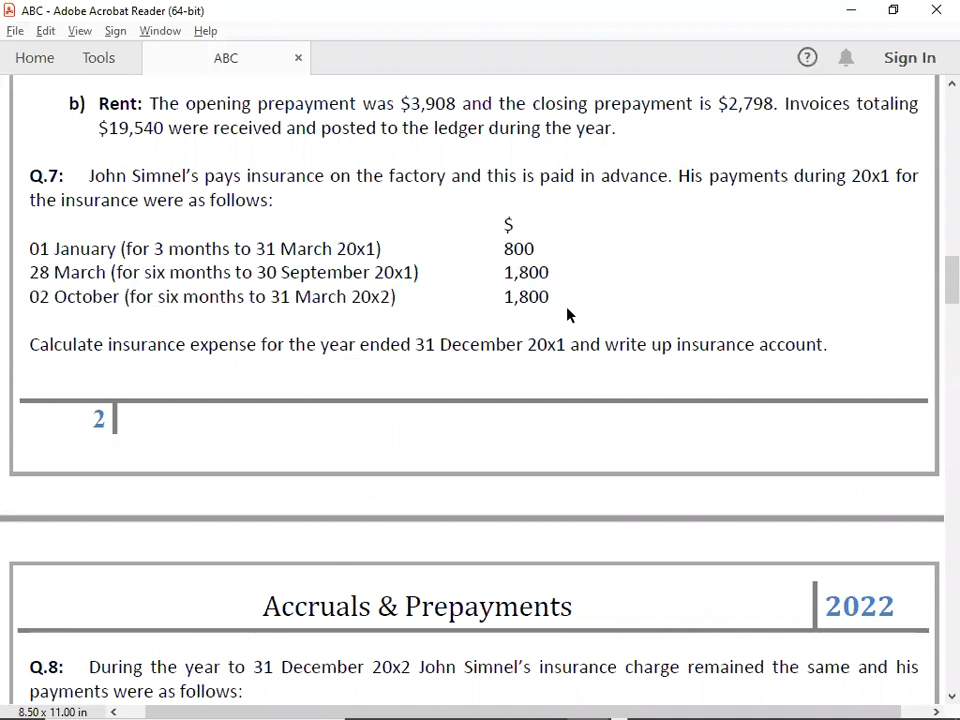 ABC - Adobe Acrobat Reader (64-bit)
File Edit View Sign Window Help
Home Tools ABC × ? Sign In
b) Rent: The opening prepayment was $3,908 and the closing prepayment is $2,798. Invoices totaling
$19,540 were received and posted to the ledger during the year.
Q.7: John Simnel's pays insurance on the factory and this is paid in advance. His payments during 20x1 for
the insurance were as follows:
$
01 January (for 3 months to 31 March 20x1) 800
28 March (for six months to 30 September 20x1) 1,800
02 October (for six months to 31 March 20x2) 1,800
Calculate insurance expense for the year ended 31 December 20x1 and write up insurance account.
2
Accruals & Prepayments 2022
Q.8: During the year to 31 December 20x2 John Simnel's insurance charge remained the same and his
payments were as follows:
8.50 x 11.00 in